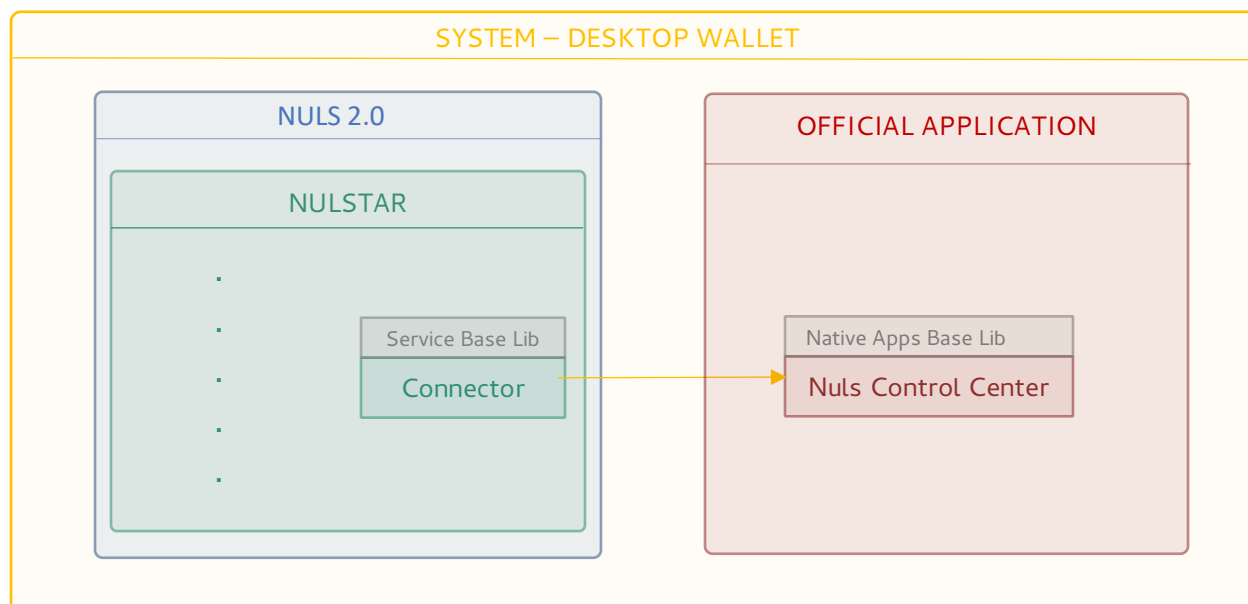 SYSTEM – DESKTOP WALLET
NULS 2.0
OFFICIAL APPLICATION
NULSTAR
Service Base Lib
Connector
Native Apps Base Lib
Nuls Control Center